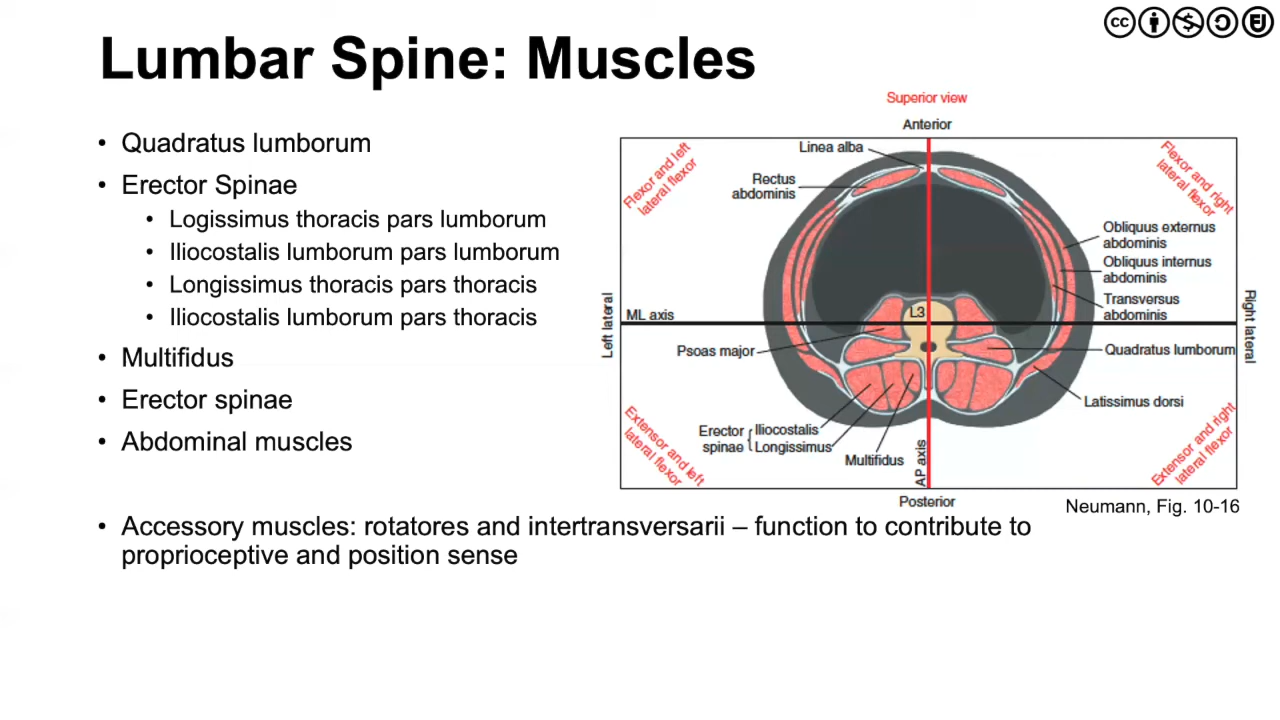 Lumbar Spine: Muscles
• Quadratus lumborum
• Erector Spinae
• Logissimus thoracis pars lumborum
• Iliocostalis lumborum pars lumborum
• Longissimus thoracis pars thoracis
• Iliocostalis lumborum pars thoracis
• Multifidus
• Erector spinae
• Abdominal muscles
• Accessory muscles: rotatores and intertransversarii – function to contribute to
proprioceptive and position sense
cc
Superior view
Anterior
Flexor and left
lateral flexor
Linea alba
Rectus
abdominis
Flexor and right
lateral flexor
Obliquus externus
abdominis
Obliquus internus
abdominis
Transversus
abdominis
Left lateral
ML axis
L3
Right lateral
Psoas major
Quadratus lumborum
Latissimus dorsi
Extensor and left
lateral flexor
Erector
spinae
Iliocostalis
Longissimus
Multifidus
AP axis
Extensor and right
lateral flexor
Posterior
Neumann, Fig. 10-16